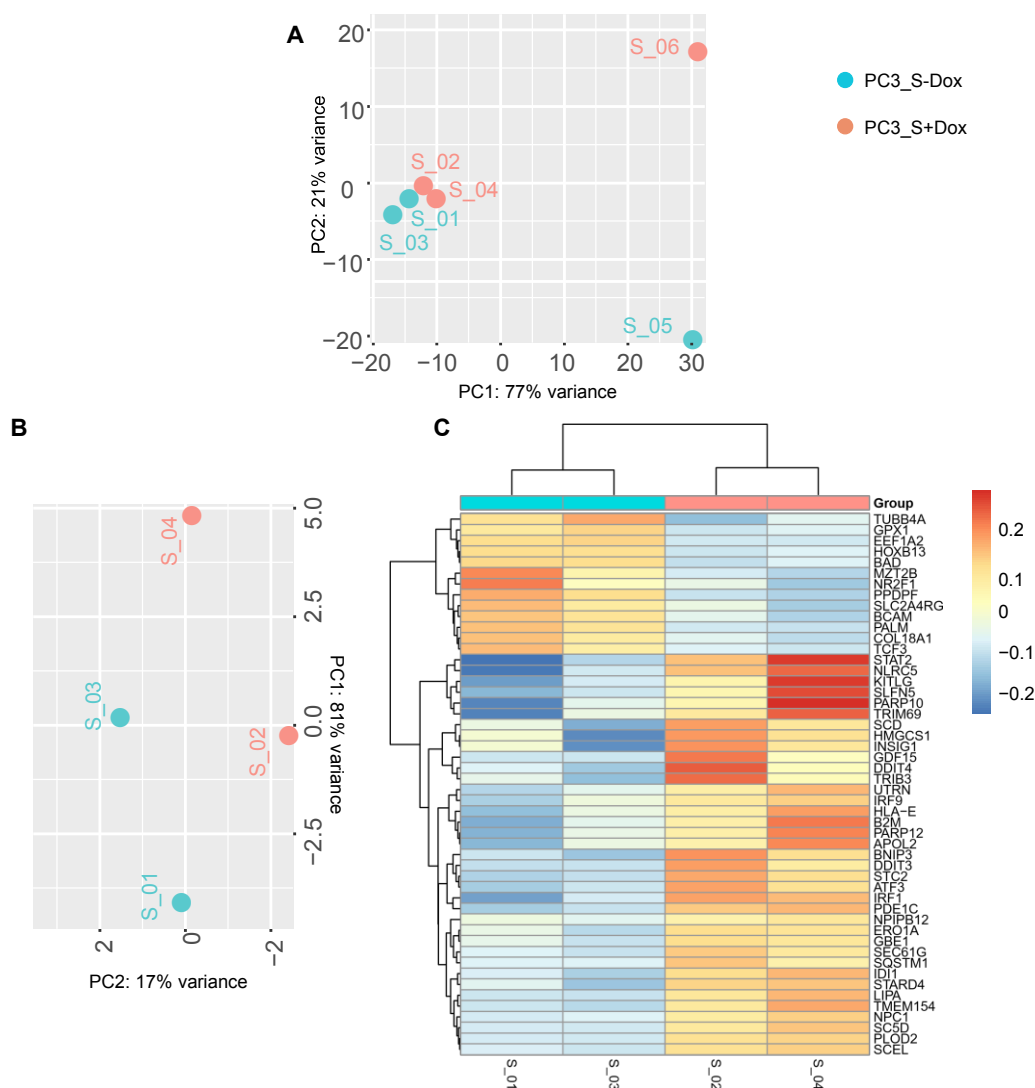 A
20
10
0
−10
−20
PC2: 21% variance
S_06
S_02
S_04
S_01
S_03
S_05
−20
−10
0
10
20
30
PC1: 77% variance
PC3_S-Dox
PC3_S+Dox
B
S_04
S_03
S_02
S_01
5.0
2.5
0.0
−2.5
PC1: 81% variance
2
0
−2
PC2: 17% variance
C
Group
TUBB4A
GPX1
EEF1A2
HOXB13
BAD
MZT2B
NR2F1
PPDPF
SLC2A4RG
BCAM
PALM
COL18A1
TCF3
STAT2
NLRC5
KITLG
SLFN5
PARP10
TRIM69
SCD
HMGCS1
INSIG1
GDF15
DDIT4
TRIB3
UTRN
IRF9
HLA−E
B2M
PARP12
APOL2
BNIP3
DDIT3
STC2
ATF3
IRF1
PDE1C
NPIPB12
ERO1A
GBE1
SEC61G
SQSTM1
IDI1
STARD4
LIPA
TMEM154
NPC1
SC5D
PLOD2
SCEL
S_01
S_03
S_02
S_04
0.2
0.1
0
−0.1
−0.2